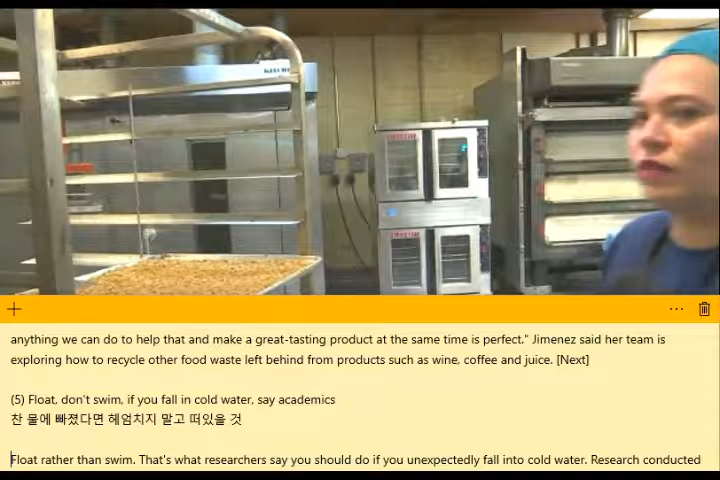 anything we can do to help that and make a great-tasting product at the same time is perfect." Jimenez said her team is
exploring how to recycle other food waste left behind from products such as wine, coffee and juice. [Next]
(5) Float, don't swim, if you fall in cold water, say academics
찬 물에 빠졌다면 헤엄치지 말고 떠있을 것
Float rather than swim. That's what researchers say you should do if you unexpectedly fall into cold water. Research conducted